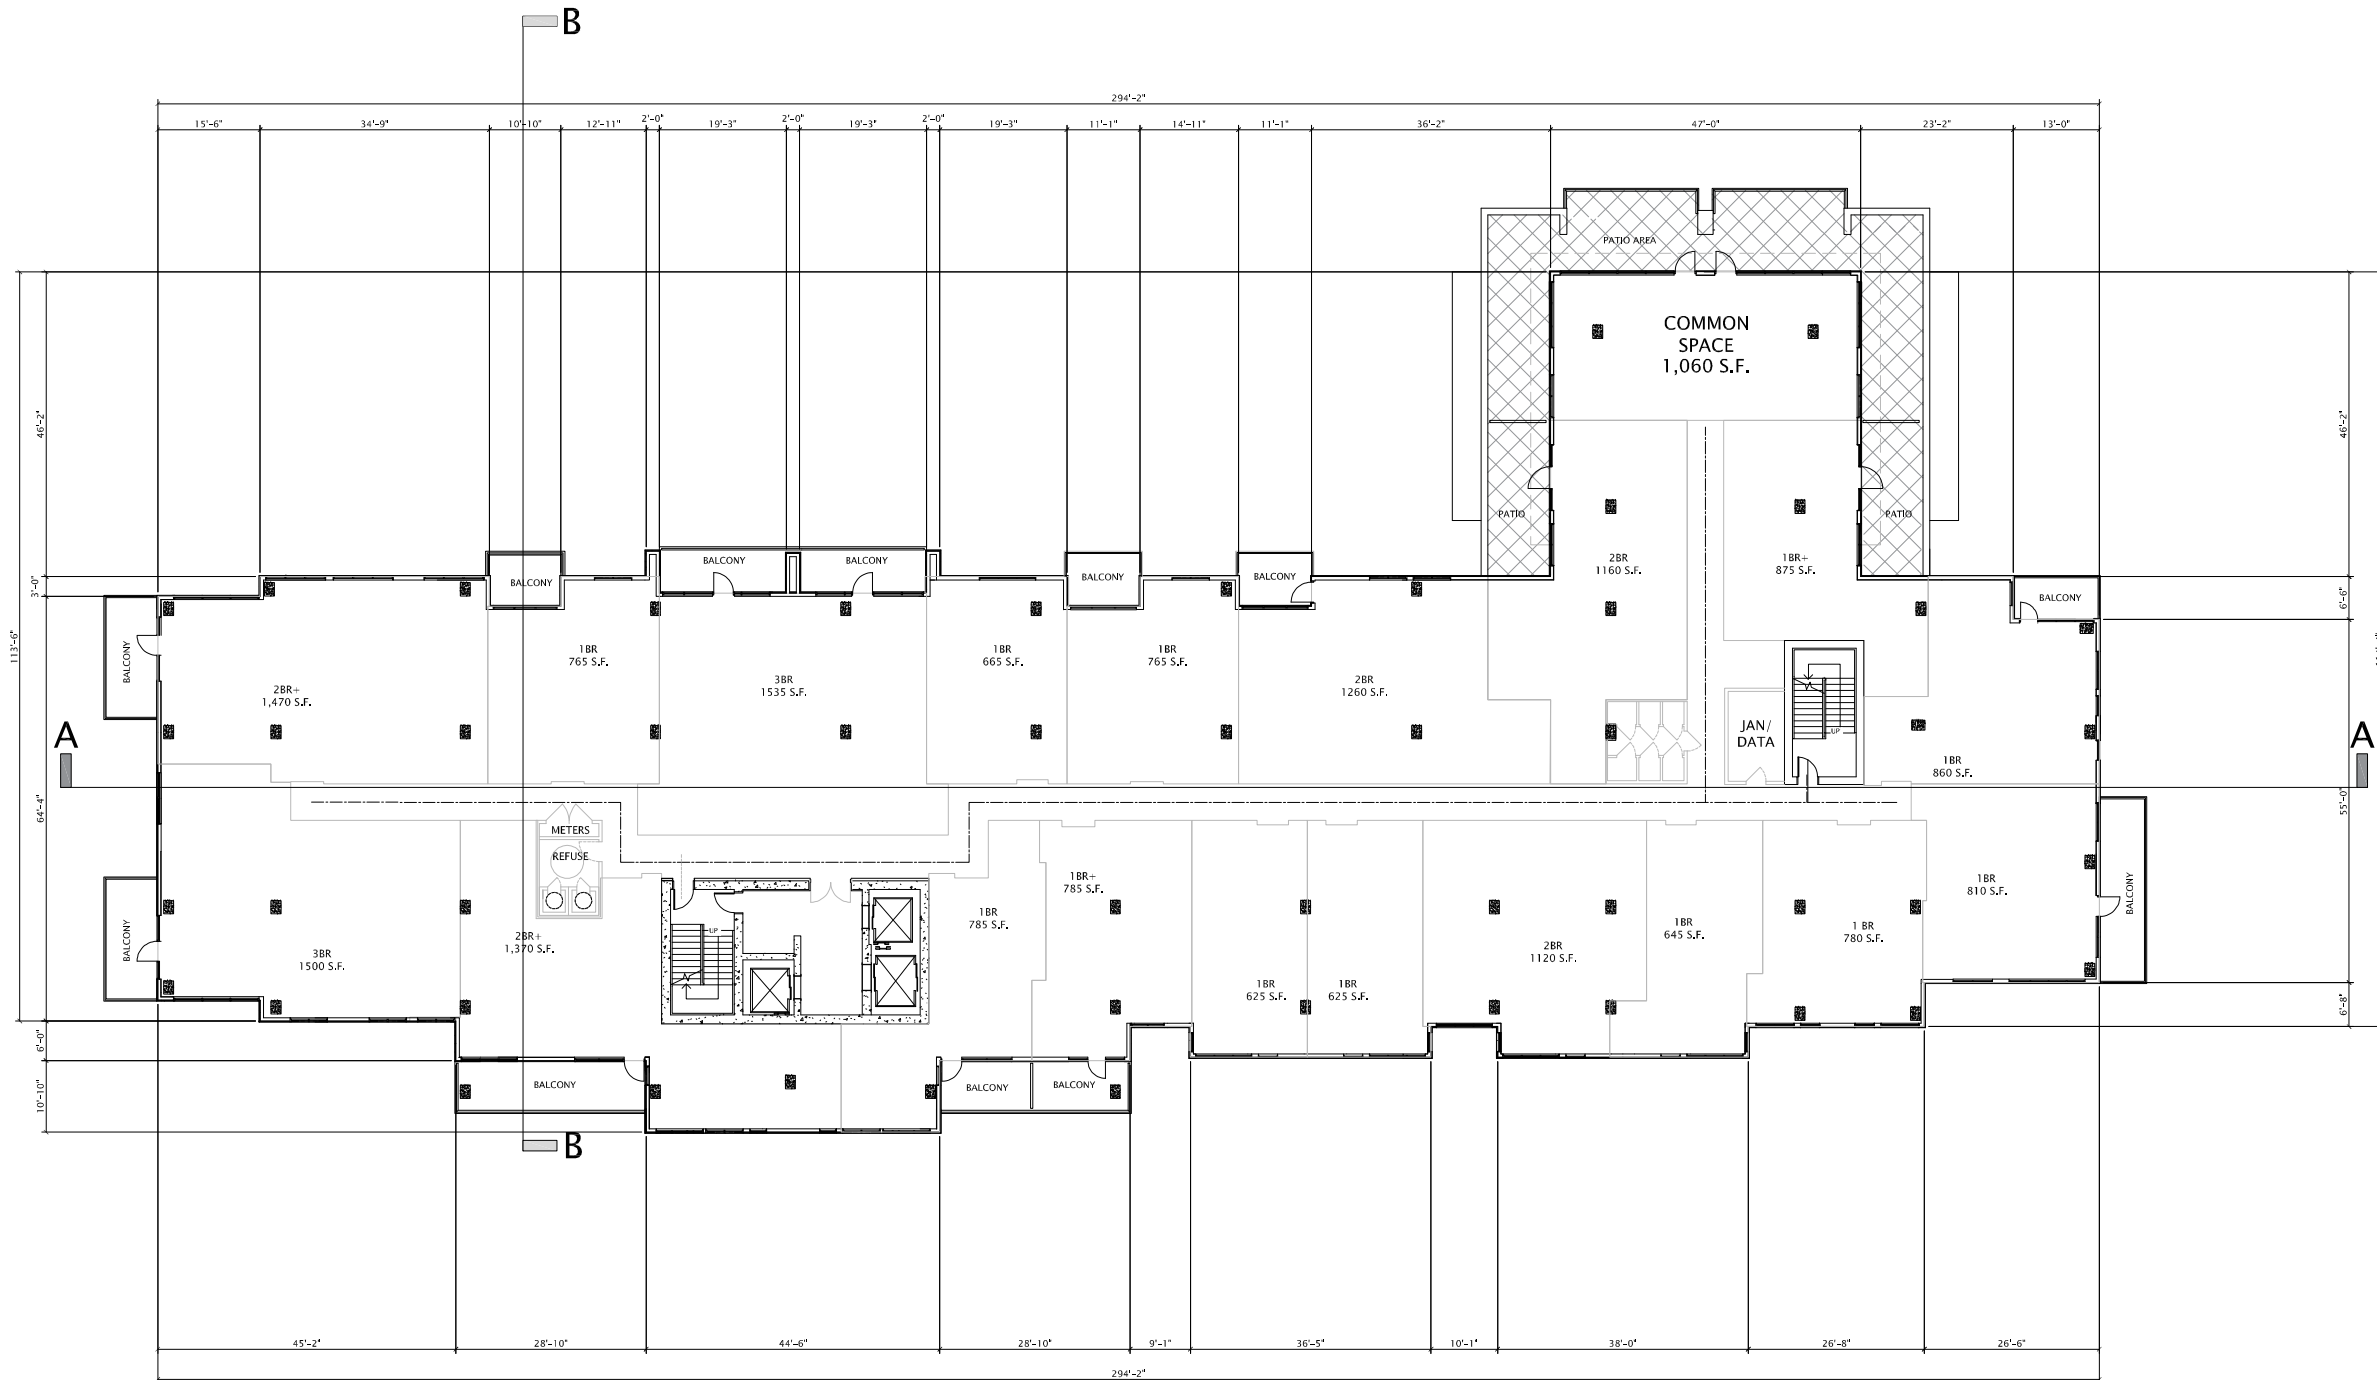 B
294'-2"
15'-6"
34'-9"
10'-10"
12'-11"
2'-0"
19'-3"
2'-0"
19'-3"
2'-0"
19'-3"
11'-1"
14'-11"
11'-1"
36'-2"
47'-0"
23'-2"
13'-0"
PATIO AREA
COMMON
SPACE
1,060 S.F.
46'-2"
46'-2"
113'-6"
3'-0"
6'-6"
PATIO
PATIO
BALCONY
BALCONY
BALCONY
BALCONY
BALCONY
BALCONY
BALCONY
2BR
1160 S.F.
1BR+
875 S.F.
2BR+
1,470 S.F.
1BR
765 S.F.
3BR
1535 S.F.
1BR
665 S.F.
1BR
765 S.F.
2BR
1260 S.F.
JAN/
DATA
UP
A
A
1BR
860 S.F.
64'-4"
55'-0"
METERS
REFUSE
1BR+
785 S.F.
1BR
785 S.F.
1BR
810 S.F.
BALCONY
BALCONY
UP
3BR
1500 S.F.
2BR+
1,370 S.F.
1BR
625 S.F.
1BR
625 S.F.
2BR
1120 S.F.
1BR
645 S.F.
1 BR
780 S.F.
6'-8"
6'-0"
10'-10"
BALCONY
BALCONY
BALCONY
B
45'-2"
28'-10"
44'-6"
28'-10"
9'-1"
36'-5"
10'-1"
38'-0"
26'-8"
26'-6"
294'-2"